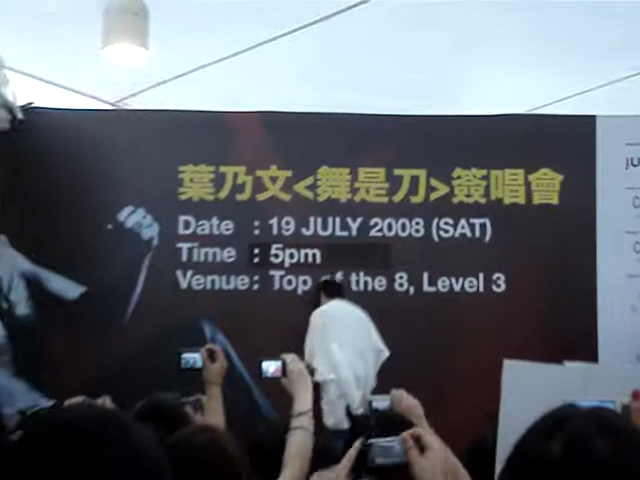 葉乃文<舞是刀>簽唱會
Date : 19 JULY 2008 (SAT)
Time : 5pm
Venue: Top of the 8, Level 3